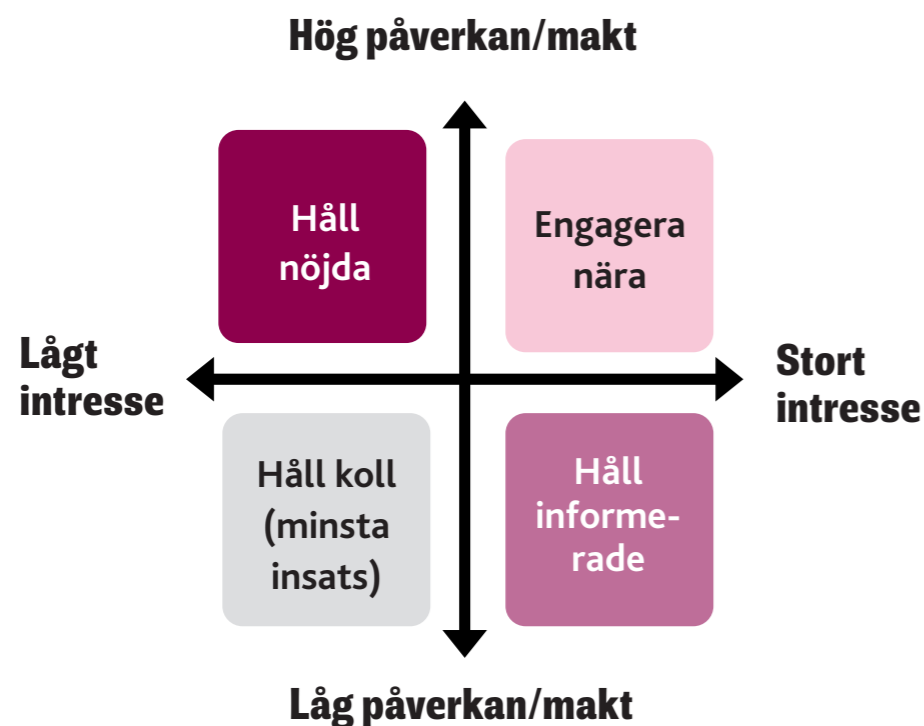 Hög påverkan/makt
Håll
nöjda
Engagera
nära
Lågt
intresse
Stort
intresse
Håll koll
(minsta
insats)
Håll
informe-
rade
Låg påverkan/makt